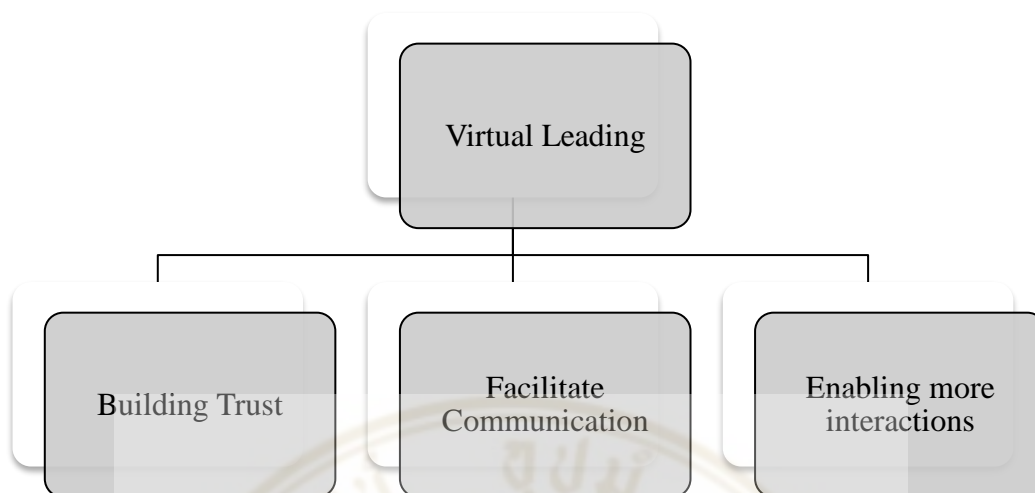 Virtual Leading
Building Trust
Facilitate
Communication
Enabling more
interactions